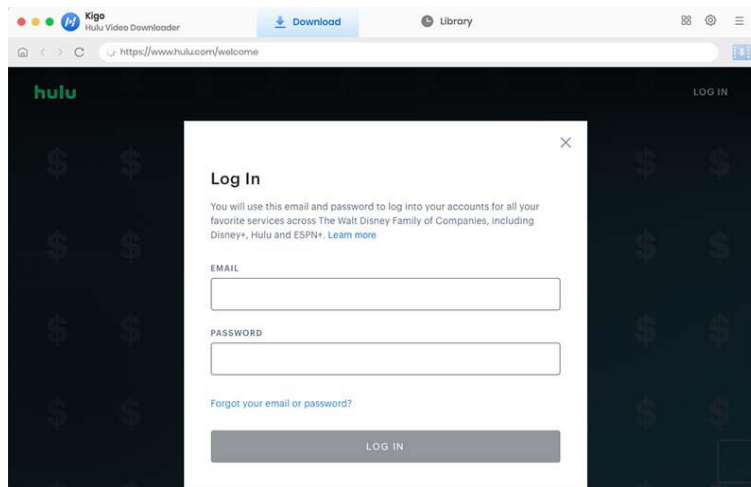 Kigo
Hulu Video Downloader
Download
Library
https://www.hulu.com/welcome
hulu
LOG IN
Log In
You will use this email and password to log into your accounts for all your
favorite services across The Walt Disney Family of Companies, including
Disney+, Hulu and ESPN+. Learn more
EMAIL
PASSWORD
Forgot your email or password?
LOG IN